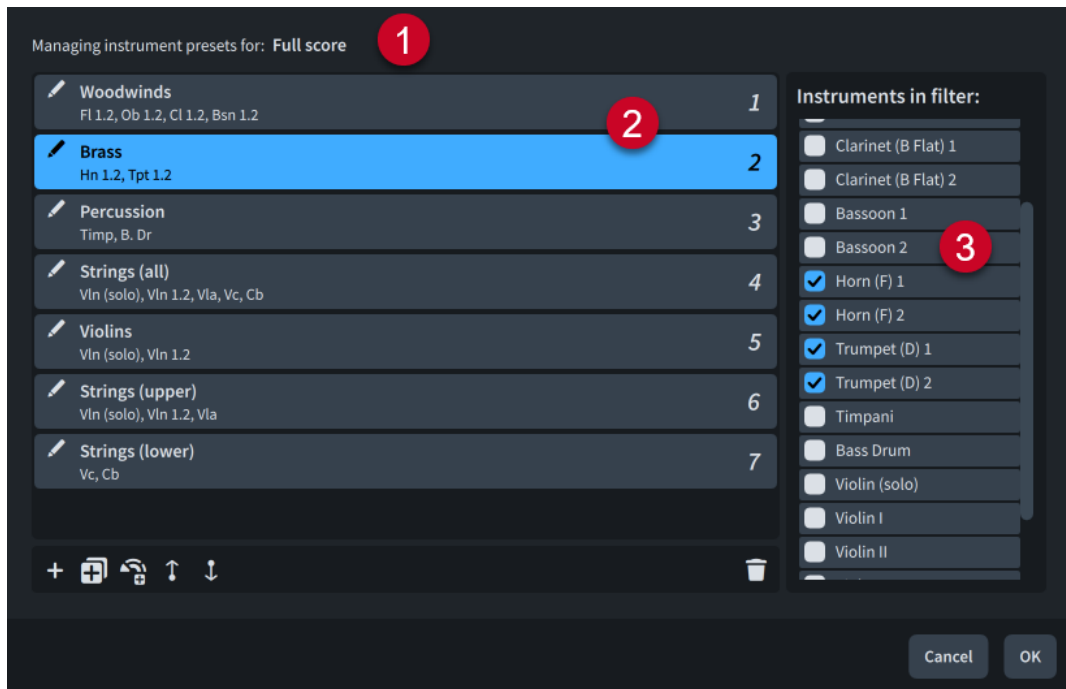 Managing instrument presets for: Full score
1
Woodwinds
Fl 1.2, Ob 1.2, Cl 1.2, Bsn 1.2
1
2
Brass
Hn 1.2, Tpt 1.2
2
Percussion
Timp, B. Dr
3
Strings (all)
Vln (solo), Vln 1.2, Vla, Vc, Cb
4
Violins
Vln (solo), Vln 1.2
5
Strings (upper)
Vln (solo), Vln 1.2, Vla
6
Strings (lower)
Vc, Cb
7
Instruments in filter:
Clarinet (B Flat) 1
Clarinet (B Flat) 2
Bassoon 1
Bassoon 2
3
Horn (F) 1
Horn (F) 2
Trumpet (D) 1
Trumpet (D) 2
Timpani
Bass Drum
Violin (solo)
Violin I
Violin II
Cancel
OK